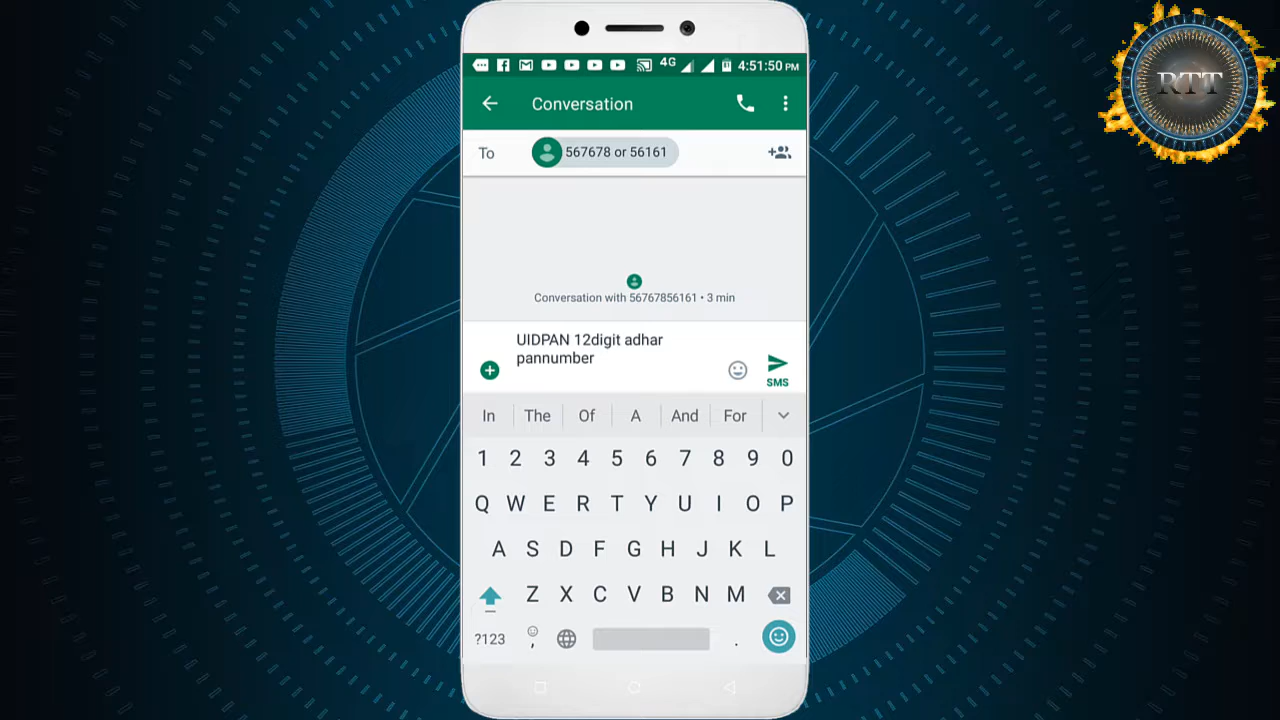 4G 4:51:50 PM
RTT
Conversation
To 567678 or 56161
Conversation with 56767856161 • 3 min
UIDPAN 12digit adhar
pannumber
SMS
In The Of A And For
1 2 3 4 5 6 7 8 9 0
Q W E R T Y U I O P
A S D F G H J K L
Z X C V B N M
?123 , .